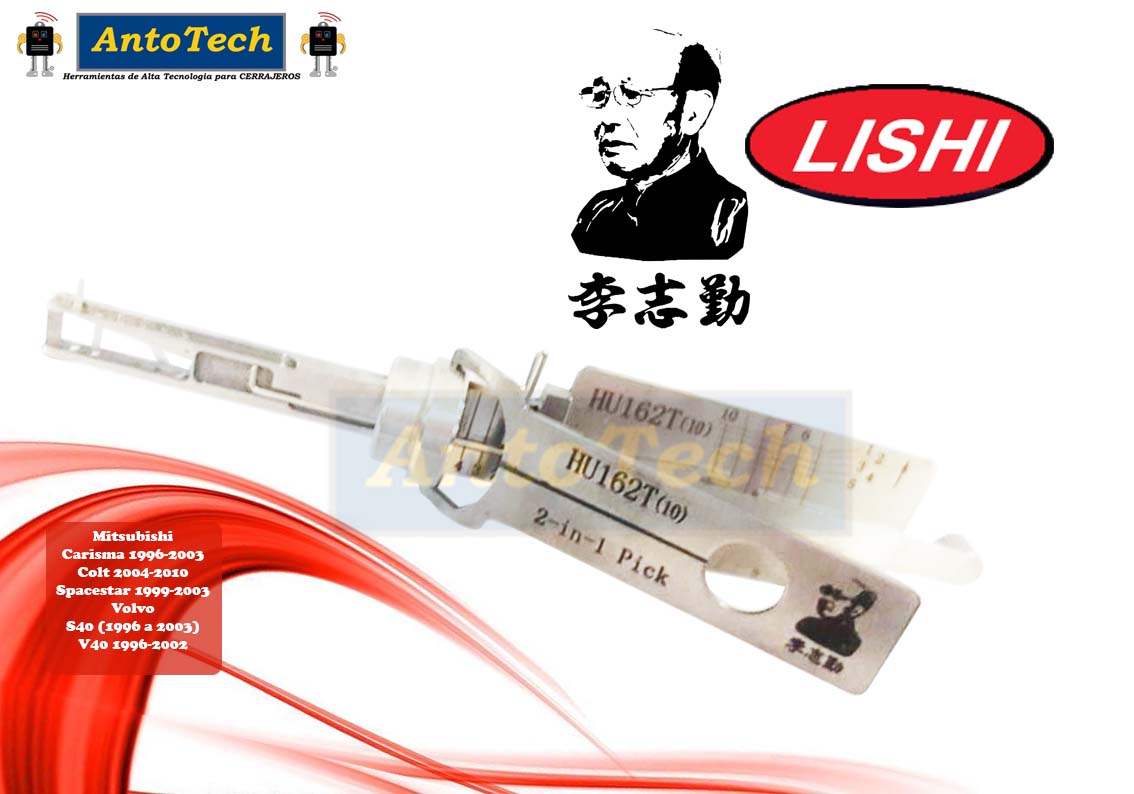 AntoTech
Herramientas de Alta Tecnologia para CERRAJEROS
LISHI
李志勤
HU162T(10)
10
HU162T(10)
2-in-1 Pick
李志勤
AntoTech
Mitsubishi
Carisma 1996-2003
Colt 2004-2010
Spacestar 1999-2003
Volvo
S40 (1996 a 2003)
V40 1996-2002